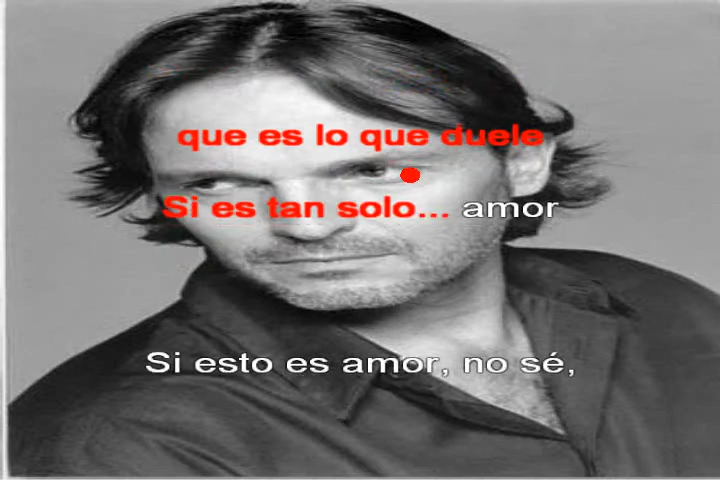 que es lo que duele
Si es tan solo... amor
Si esto es amor, no sé,